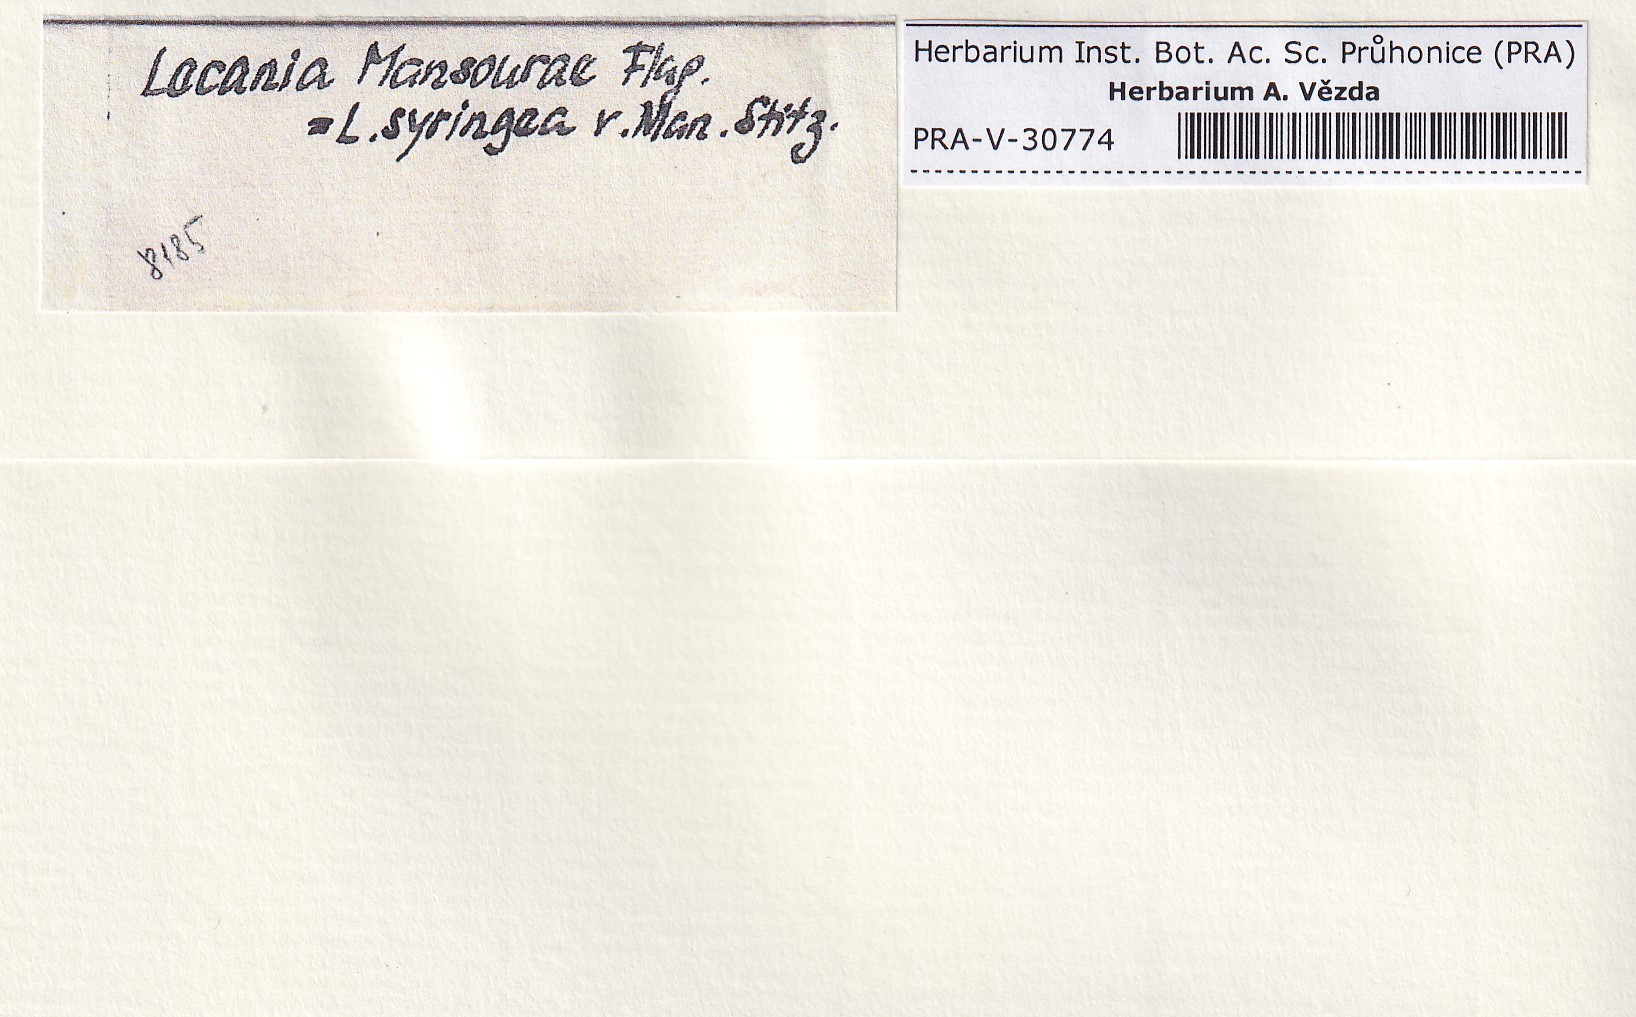 Lecania Mansourae Flag.
= L. syringea v. Man. Stitz.
8185
Herbarium Inst. Bot. Ac. Sc. Průhonice (PRA)
Herbarium A. Vězda
PRA-V-30774